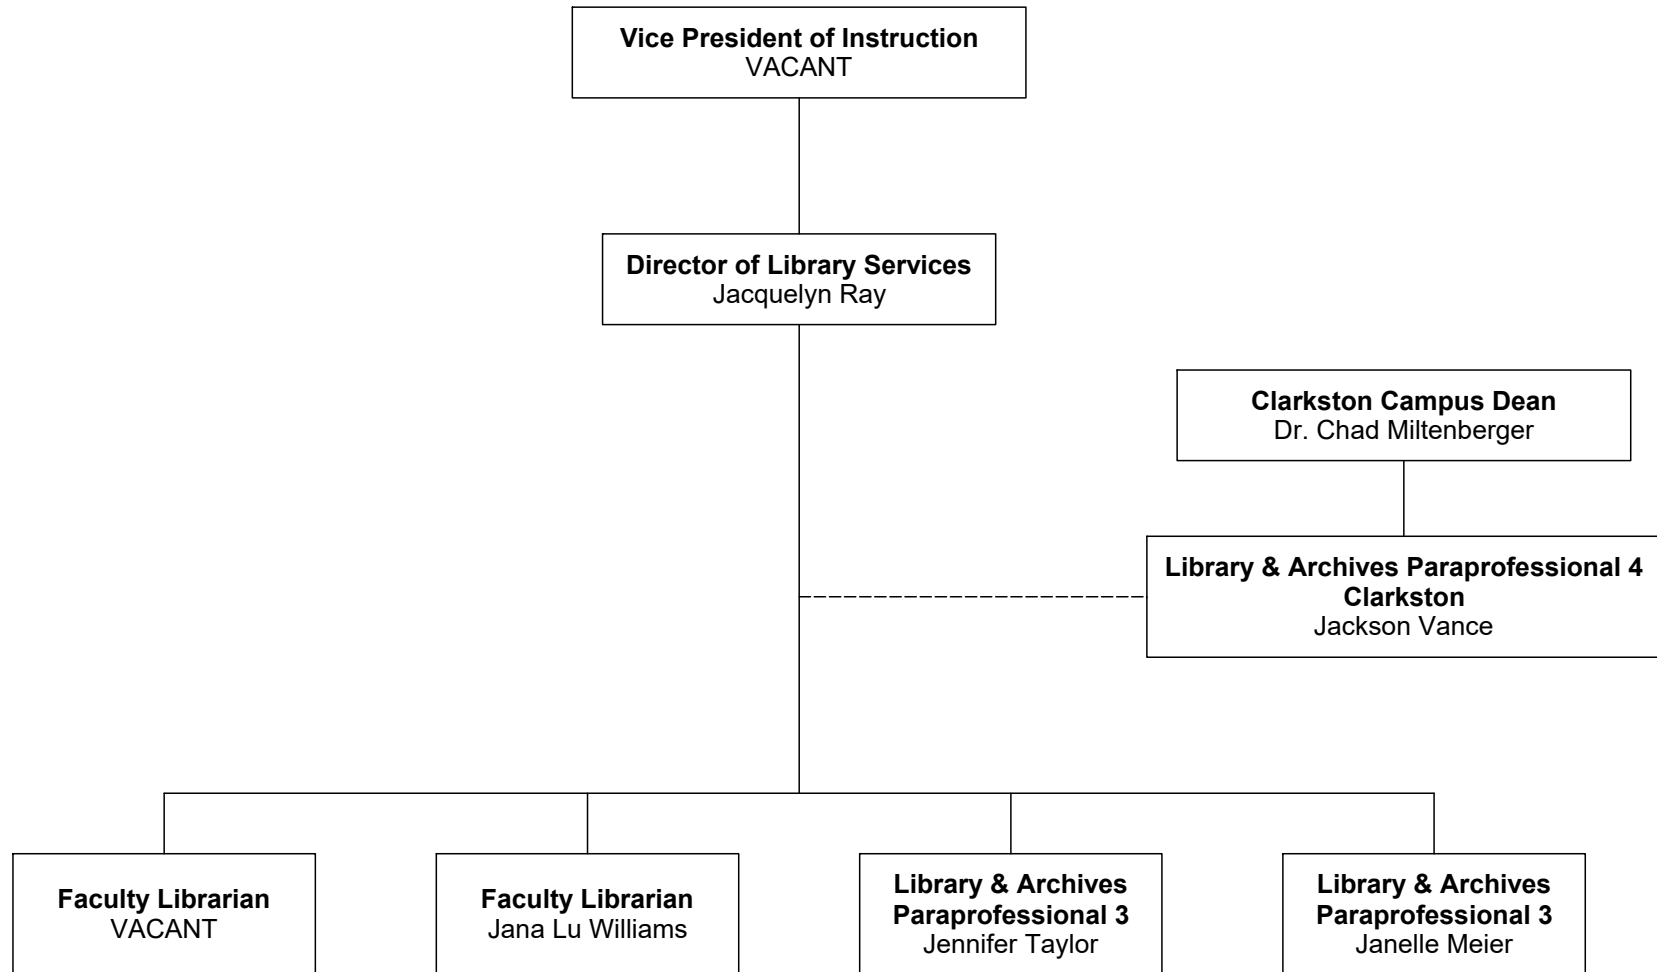 Vice President of Instruction
VACANT
Director of Library Services
Jacquelyn Ray
Clarkston Campus Dean
Dr. Chad Miltenberger
Library & Archives Paraprofessional 4
Clarkston
Jackson Vance
Faculty Librarian
VACANT
Faculty Librarian
Jana Lu Williams
Library & Archives
Paraprofessional 3
Jennifer Taylor
Library & Archives
Paraprofessional 3
Janelle Meier